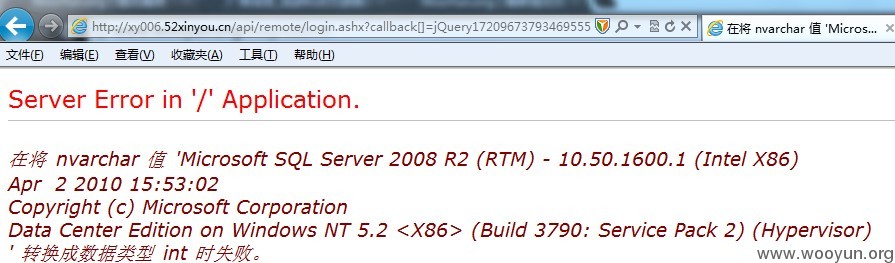 http://xy006.52xinyou.cn/api/remote/login.ashx?callback[]=jQuery17209673793469555
在将 nvarchar 值 'Micros...
文件(F) 编辑(E) 查看(V) 收藏夹(A) 工具(T) 帮助(H)
Server Error in '/' Application.
在将 nvarchar 值 'Microsoft SQL Server 2008 R2 (RTM) - 10.50.1600.1 (Intel X86)
Apr 2 2010 15:53:02
Copyright (c) Microsoft Corporation
Data Center Edition on Windows NT 5.2 <X86> (Build 3790: Service Pack 2) (Hypervisor)
' 转换成数据类型 int 时失败。
www.wooyun.org